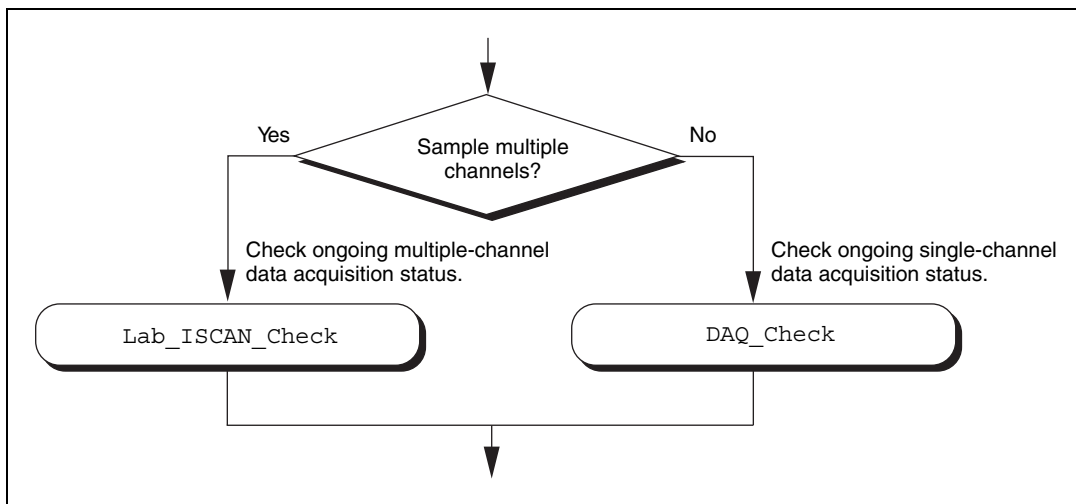 Sample multiple
channels?
Yes
No
Check ongoing multiple-channel
data acquisition status.
Check ongoing single-channel
data acquisition status.
Lab_ISCAN_Check
DAQ_Check